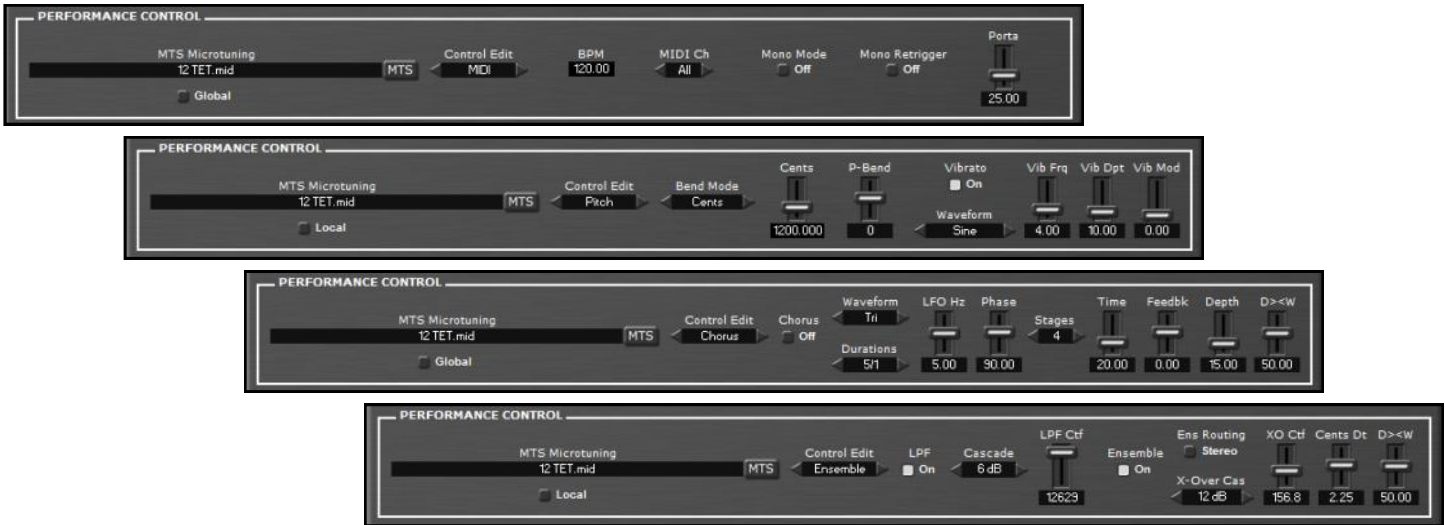 PERFORMANCE CONTROL
Porta
MTS Microtuning Control Edit BPM MIDI Ch Mono Mode Mono Retrigger
12 TET.mid MTS MIDI 120.00 All Off Off
Global
25.00
PERFORMANCE CONTROL
Cents P-Bend Vibrato Vib Frq Vib Dpt Vib Mod
MTS Microtuning Control Edit Bend Mode On
12 TET.mid MTS Pitch Cents
Waveform
Local
1200.000 0 Sine 4.00 10.00 0.00
PERFORMANCE CONTROL
Waveform LFO Hz Phase Time Feedbk Depth D><W
MTS Microtuning Control Edit Chorus Tri Stages
12 TET.mid MTS Chorus Off 4
Durations
Global
5/1 5.00 90.00 20.00 0.00 15.00 50.00
PERFORMANCE CONTROL
LPF Ctf Ens Routing XO Ctf Cents Dt D><W
MTS Microtuning Control Edit LPF Cascade Ensemble Stereo
12 TET.mid MTS Ensemble On 6 dB On
X-Over Cas
Local
12629 12 dB 156.8 2.25 50.00